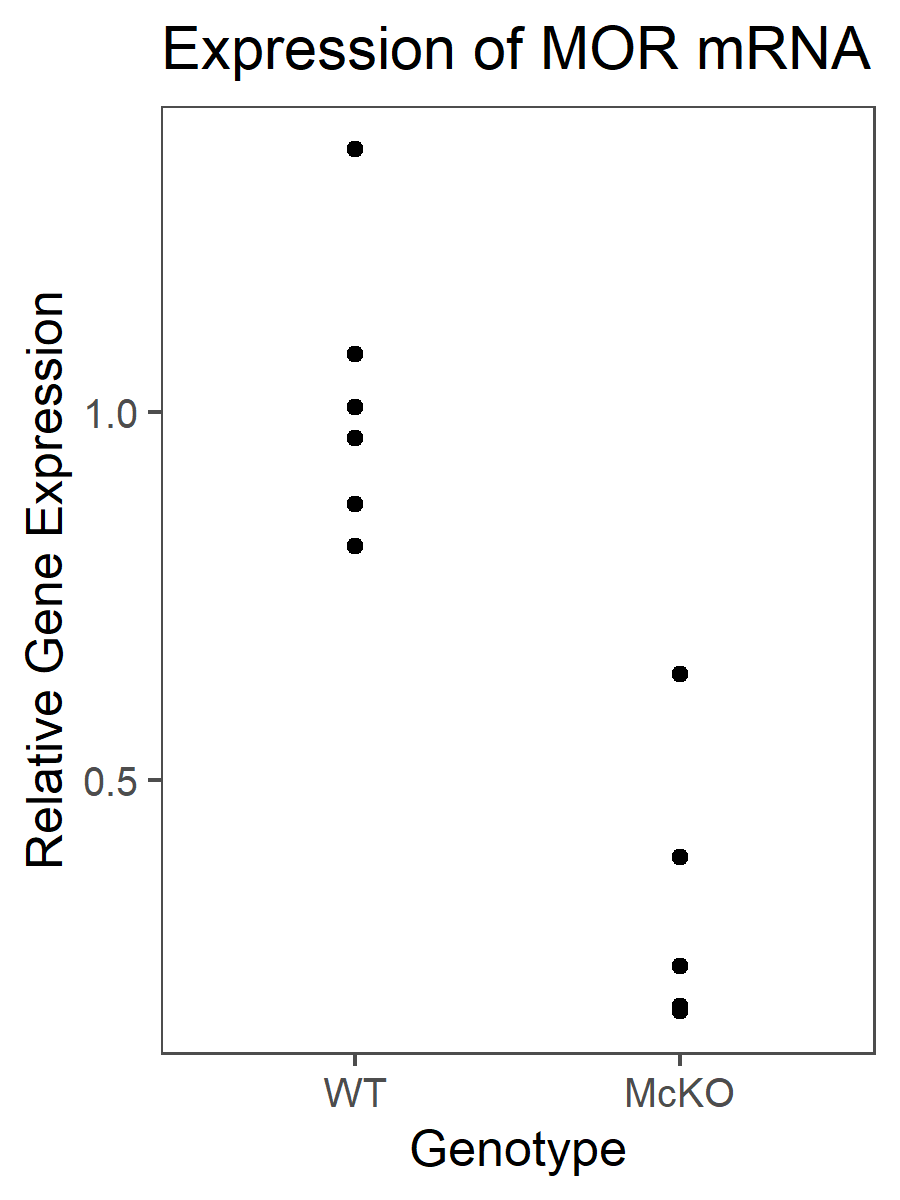 Expression of MOR mRNA
Relative Gene Expression
1.0
0.5
WT McKO
Genotype